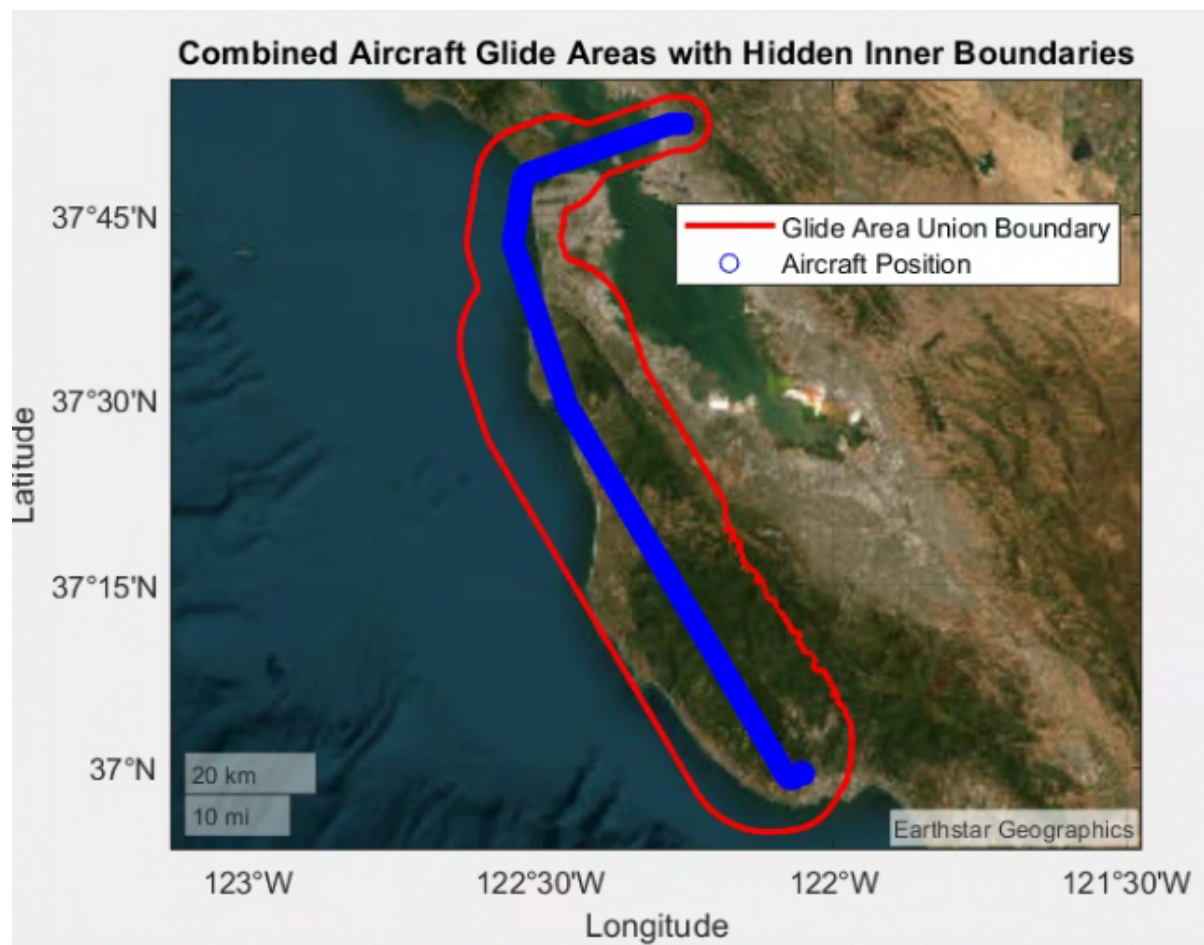 Combined Aircraft Glide Areas with Hidden Inner Boundaries
37°45'N
Glide Area Union Boundary
Aircraft Position
37°30'N
Latitude
37°15'N
37°N
20 km
10 mi
Earthstar Geographics
123°W
122°30'W
122°W
121°30'W
Longitude